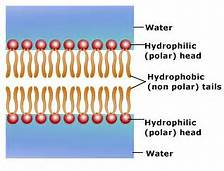 Water
Hydrophilic
(polar) head
Hydrophobic
(non polar) tails
Hydrophilic
(polar) head
Water